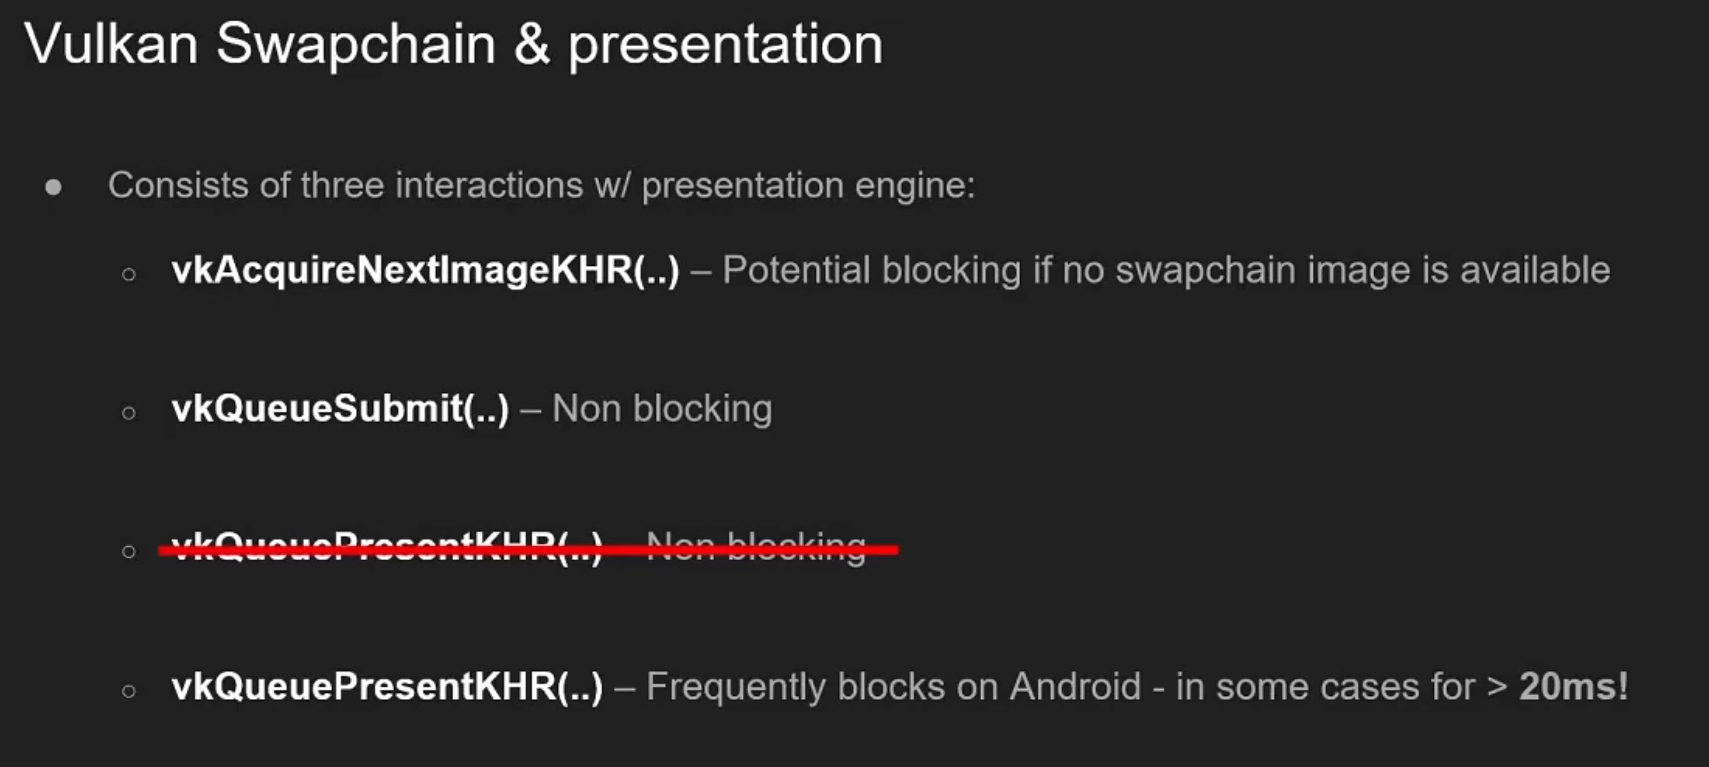 Vulkan Swapchain & presentation
● Consists of three interactions w/ presentation engine:
○ vkAcquireNextImageKHR(..) – Potential blocking if no swapchain image is available
○ vkQueueSubmit(..) – Non blocking
○ vkQueuePresentKHR(..) – Non blocking
○ vkQueuePresentKHR(..) – Frequently blocks on Android - in some cases for > 20ms!